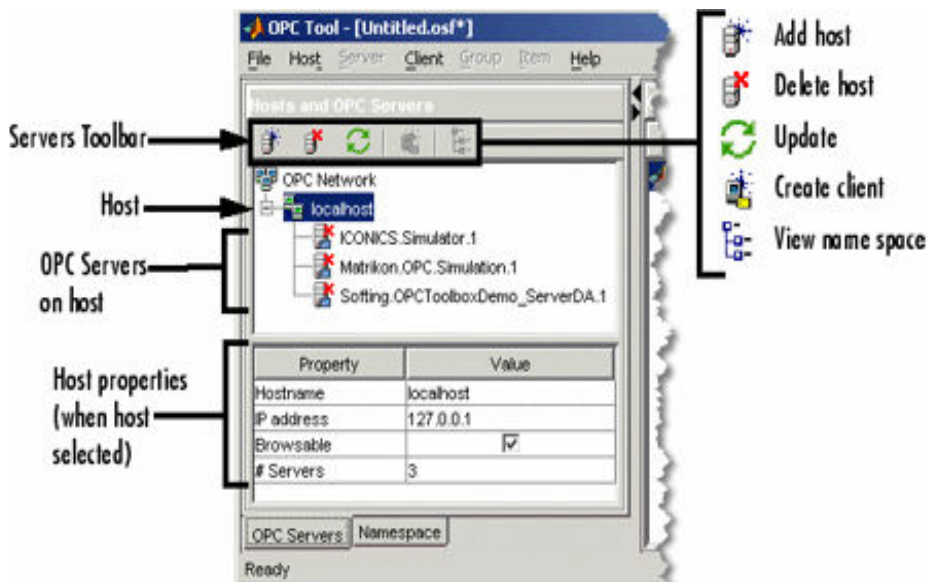 OPC Tool - [Untitled.osf*]
File Host Server Client Group Item Help
Hosts and OPC Servers
Servers Toolbar
OPC Network
Host
localhost
ICONICS.Simulator.1
OPC Servers
on host
Matrikon.OPC.Simulation.1
Softing.OPCToolboxDemo_ServerDA.1
Host properties
(when host
selected)
Property Value
Hostname localhost
IP address 127.0.0.1
Browsable
# Servers 3
OPC Servers Namespace
Ready
Add host
Delete host
Update
Create client
View name space